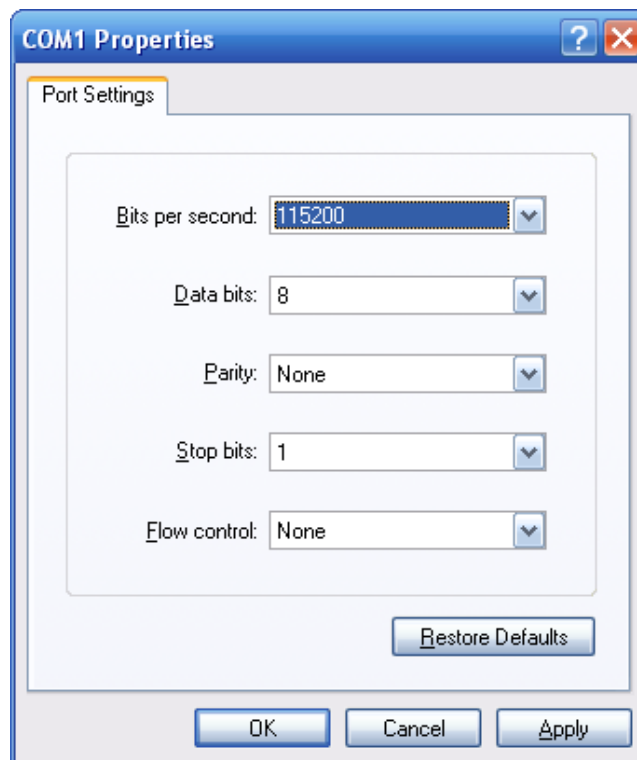 COM1 Properties
Port Settings
Bits per second: 115200
Data bits: 8
Parity: None
Stop bits: 1
Flow control: None
Restore Defaults
OK Cancel Apply